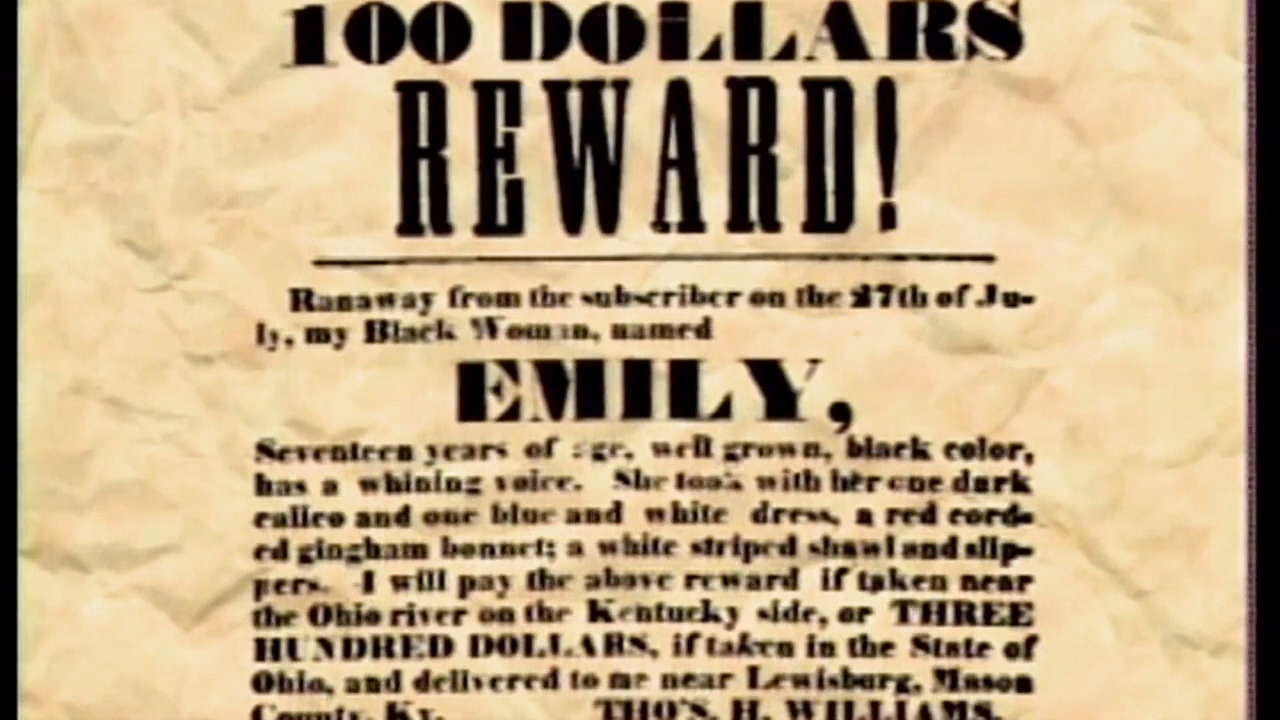 100 DOLLARS
REWARD!
Ranaway from the subscriber on the 27th of Ju-
ly, my Black Woman, named
EMILY,
Seventeen years of age, well grown, black color,
has a whining voice. She took with her one dark
calico and one blue and white dress, a red cord-
ed gingham bonnet; a white striped shawl and slip-
pers. I will pay the above reward if taken near
the Ohio river on the Kentucky side, or THREE
HUNDRED DOLLARS, if taken in the State of
Ohio, and delivered to me near Lewisburg, Mason
County, Ky. THO'S. H. WILLIAMS.